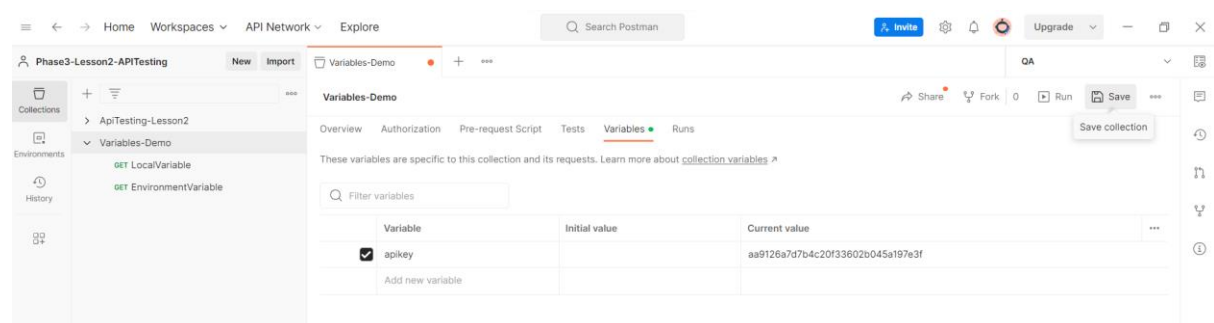 Home Workspaces API Network Explore Search Postman Invite Upgrade
Phase3-Lesson2-APITesting New Import Variables-Demo QA
Collections
Environments
History
ApiTesting-Lesson2
Variables-Demo
GET LocalVariable
GET EnvironmentVariable
Variables-Demo Share Fork 0 Run Save
Save collection
Overview Authorization Pre-request Script Tests Variables Runs
These variables are specific to this collection and its requests. Learn more about collection variables
Filter variables
Variable Initial value Current value
apikey aa9126a7d7b4c20f33602b045a197e3f
Add new variable